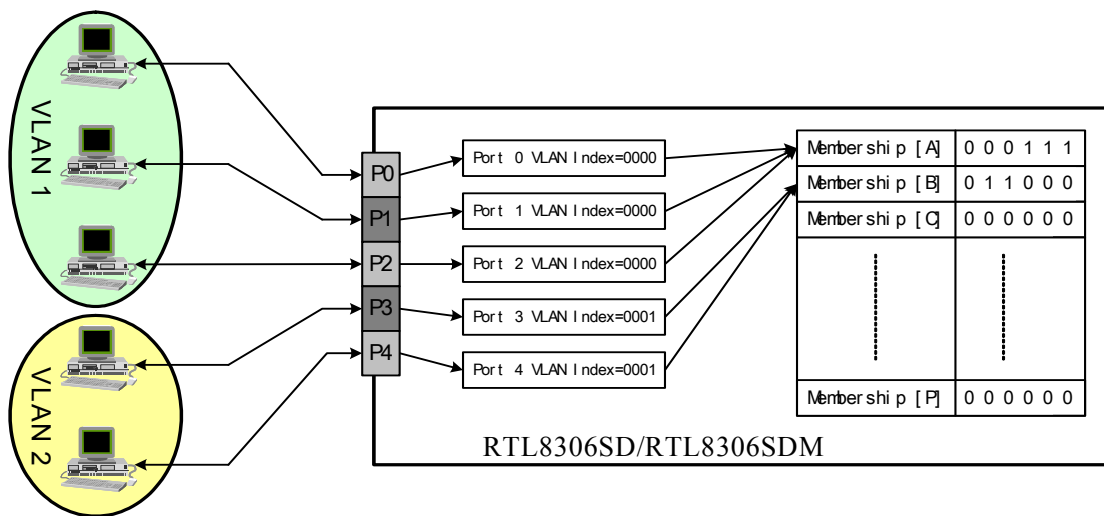 VLAN 1
VLAN 2
P0
P1
P2
P3
P4
Port 0 VLAN Index=0000
Port 1 VLAN Index=0000
Port 2 VLAN Index=0000
Port 3 VLAN Index=0001
Port 4 VLAN Index=0001
Membership [A] 0 0 0 1 1 1
Membership [B] 0 1 1 0 0 0
Membership [C] 0 0 0 0 0 0
Membership [P] 0 0 0 0 0 0
RTL8306SD/RTL8306SDM